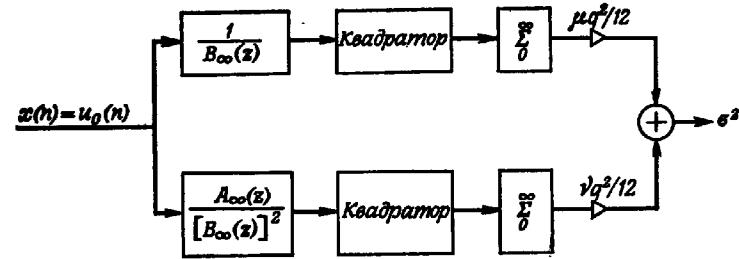 x(n)=u₀(n)
1
B∞(z)
Квадратор
∞
Σ
0
μq²/12
A∞(z)
[B∞(z)]²
Квадратор
∞
Σ
0
νq²/12
+
σ²